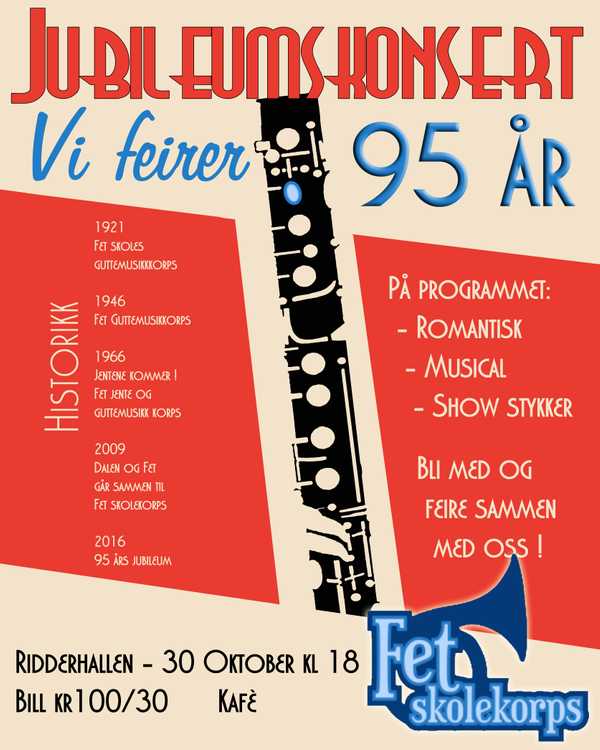 JUBILEUMSKONSERT
Vi feirer 95 ÅR
HISTORIKK
1921
FET SKOLES
GUTTEMUSIKKKORPS
1946
FET GUTTEMUSIKKORPS
1966
JENTENE KOMMER !
FET JENTE OG
GUTTEMUSIKK KORPS
2009
DALEN OG FET
GÅR SAMMEN TIL
FET SKOLEKORPS
2016
95 ÅRS JUBILEUM
PÅ PROGRAMMET:
- ROMANTISK
- MUSICAL
- SHOW STYKKER
BLI MED OG
FEIRE SAMMEN
MED OSS !
RIDDERHALLEN - 30 OKTOBER KL 18
BILL KR100/30 KAFÈ
Fet
skolekorps